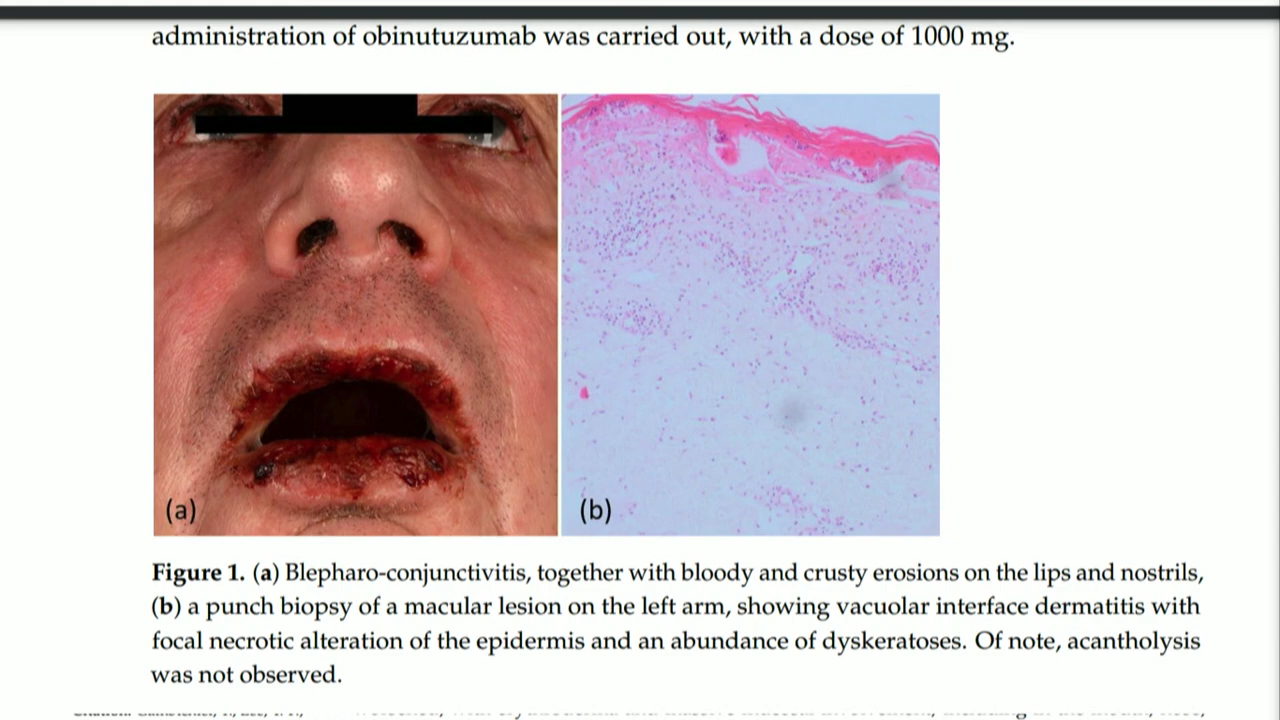 administration of obinutuzumab was carried out, with a dose of 1000 mg.
(a)
(b)
Figure 1. (a) Blepharo-conjunctivitis, together with bloody and crusty erosions on the lips and nostrils,
(b) a punch biopsy of a macular lesion on the left arm, showing vacuolar interface dermatitis with
focal necrotic alteration of the epidermis and an abundance of dyskeratoses. Of note, acantholysis
was not observed.